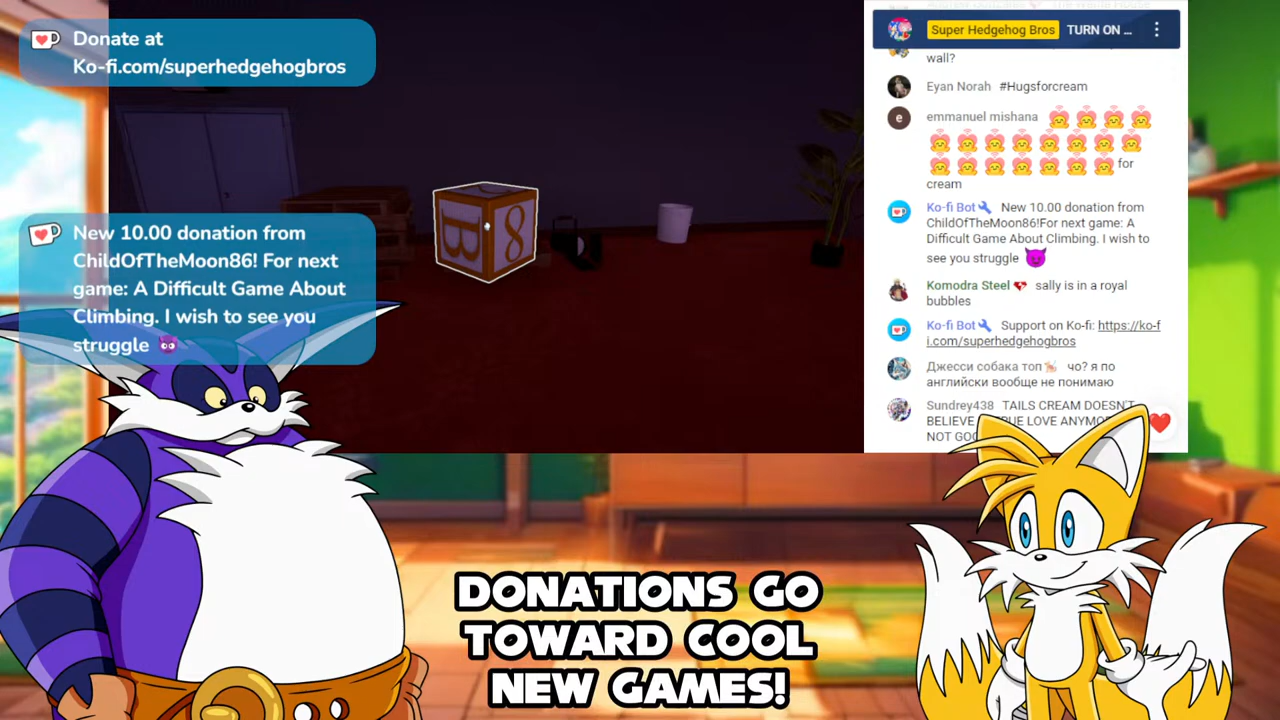 Donate at
Ko-fi.com/superhedgehogbros
New 10.00 donation from
ChildOfTheMoon86! For next
game: A Difficult Game About
Climbing. I wish to see you
struggle 😈
B 8
Super Hedgehog Bros TURN ON ...
wall?
Eyan Norah #Hugsforcream
e emmanuel mishana
for
cream
Ko-fi Bot New 10.00 donation from
ChildOfTheMoon86!For next game: A
Difficult Game About Climbing. I wish to
see you struggle 😈
Komodra Steel sally is in a royal
bubbles
Ko-fi Bot Support on Ko-fi: https://ko-f
i.com/superhedgehogbros
Джесси собака топ чо? я по
английски вообще не понимаю
Sundrey438 TAILS CREAM DOESN'T
BELIEVE
NOT
DONATIONS GO
TOWARD COOL
NEW GAMES!